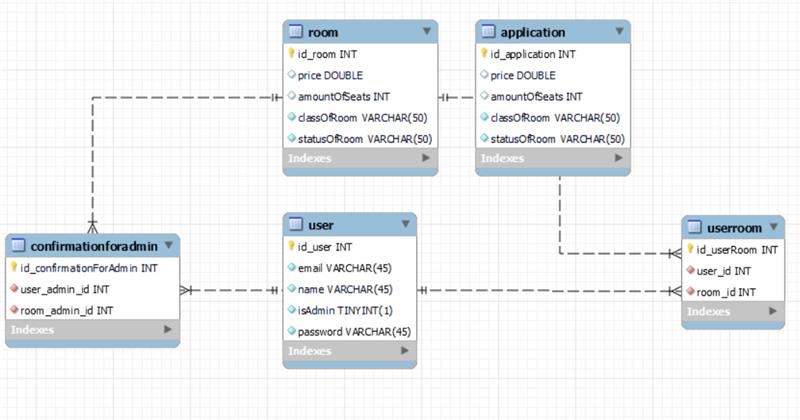 room
id_room INT
price DOUBLE
amountOfSeats INT
classOfRoom VARCHAR(50)
statusOfRoom VARCHAR(50)
Indexes
application
id_application INT
price DOUBLE
amountOfSeats INT
classOfRoom VARCHAR(50)
statusOfRoom VARCHAR(50)
Indexes
confirmationforadmin
id_confirmationForAdmin INT
user_admin_id INT
room_admin_id INT
Indexes
user
id_user INT
email VARCHAR(45)
name VARCHAR(45)
isAdmin TINYINT(1)
password VARCHAR(45)
Indexes
userroom
id_userRoom INT
user_id INT
room_id INT
Indexes